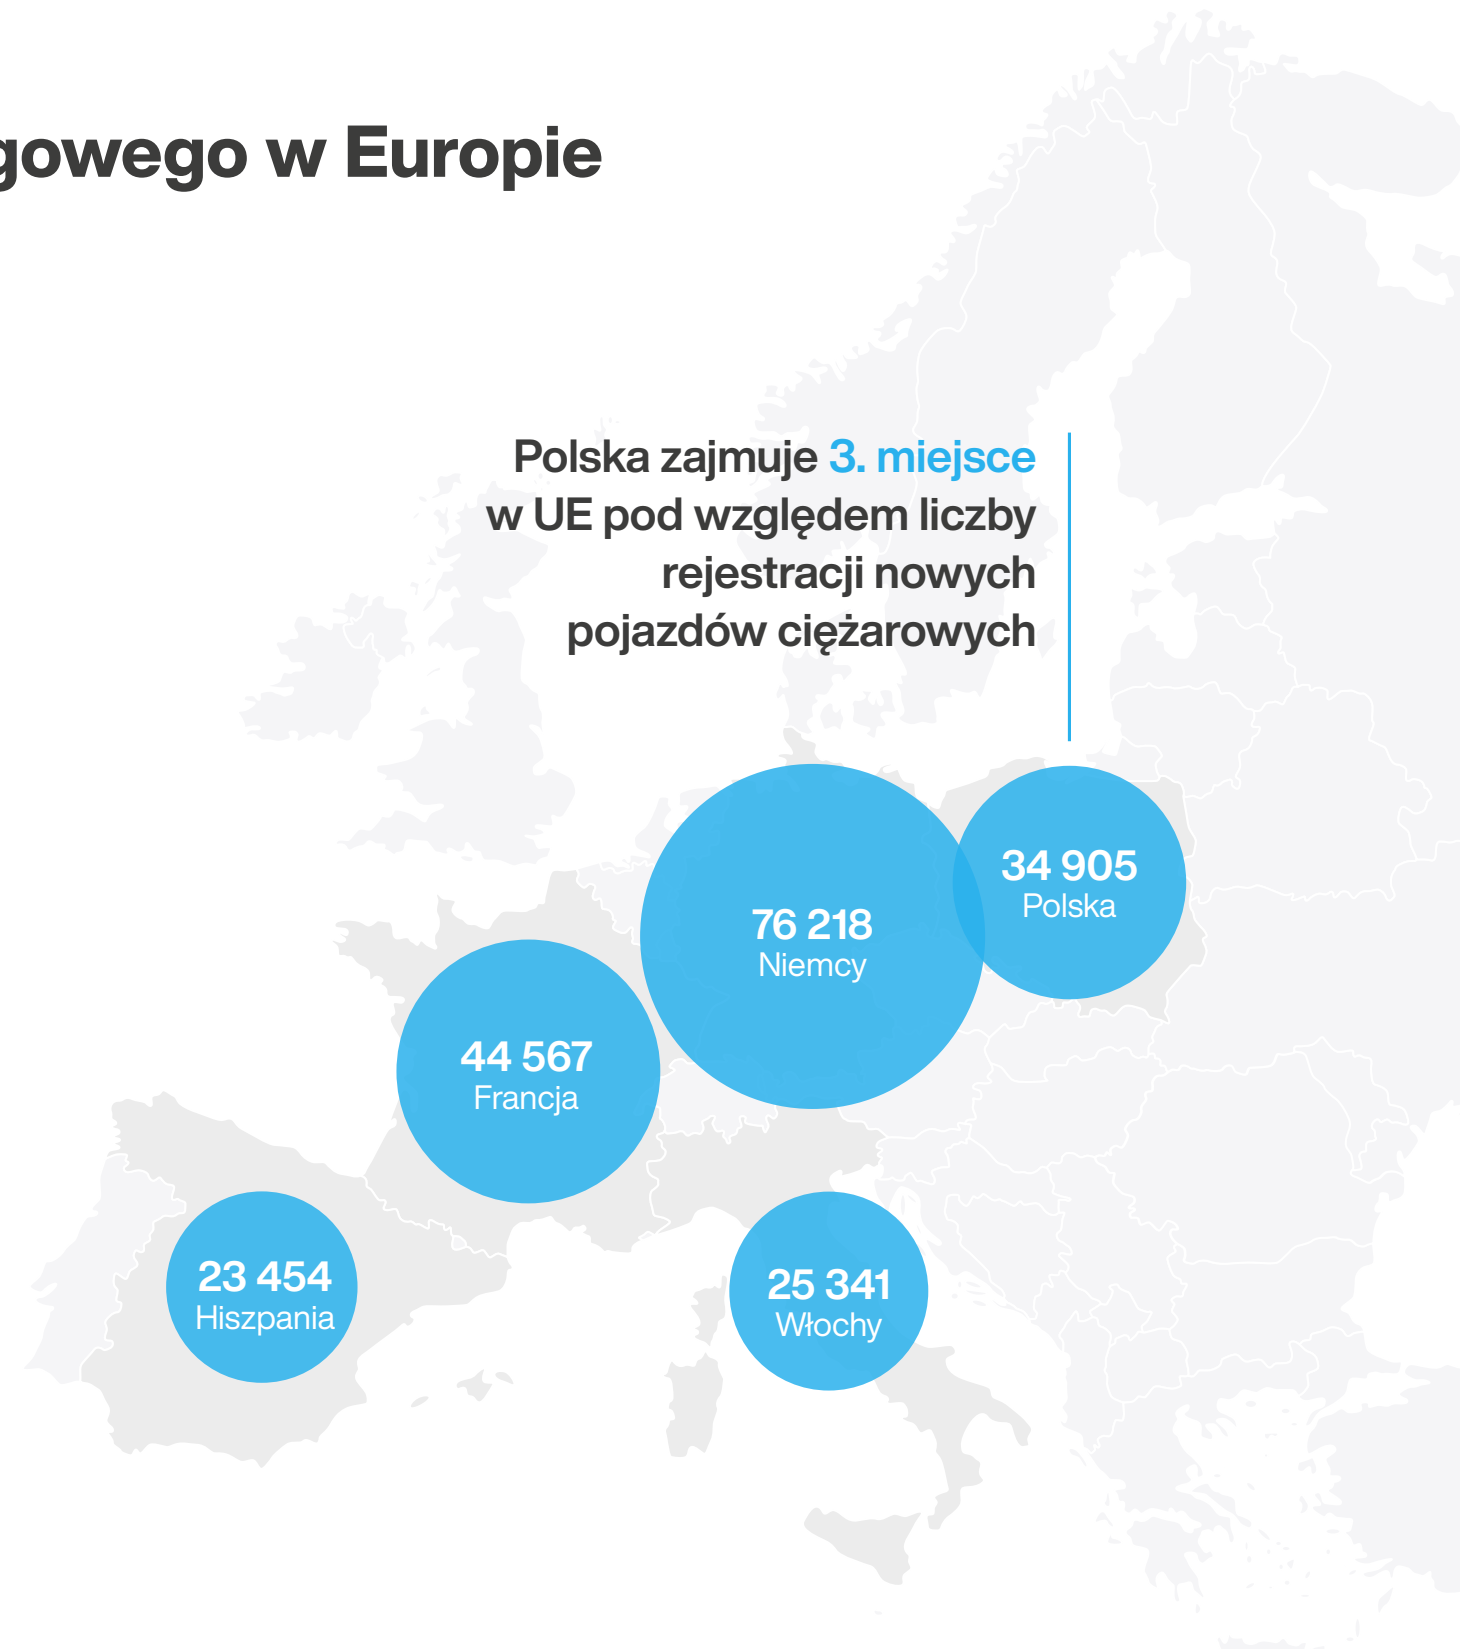 gowego w Europie
Polska zajmuje 3. miejsce
w UE pod względem liczby
rejestracji nowych
pojazdów ciężarowych
34 905
Polska
76 218
Niemcy
44 567
Francja
23 454
Hiszpania
25 341
Włochy